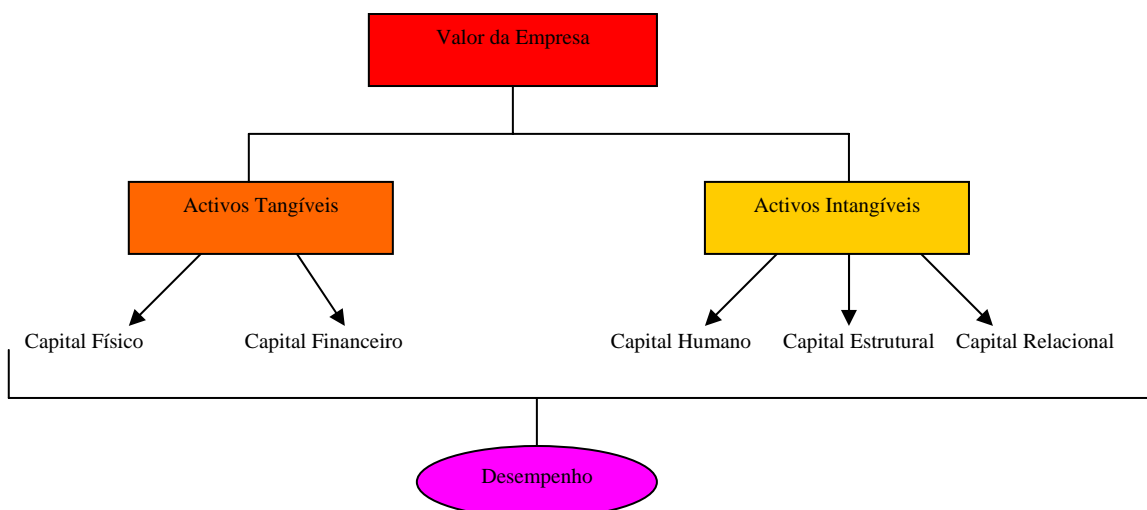 Valor da Empresa
Activos Tangíveis
Activos Intangíveis
Capital Físico
Capital Financeiro
Capital Humano
Capital Estrutural
Capital Relacional
Desempenho